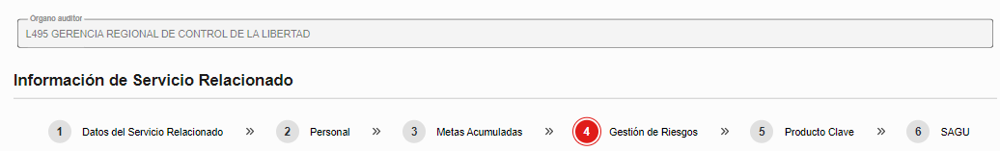 Organo auditor
L495 GERENCIA REGIONAL DE CONTROL DE LA LIBERTAD
Información de Servicio Relacionado
1 Datos del Servicio Relacionado » 2 Personal » 3 Metas Acumuladas » 4 Gestión de Riesgos » 5 Producto Clave » 6 SAGU